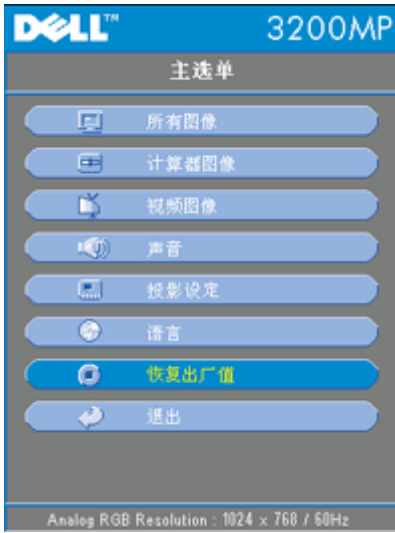 DELL™ 3200MP
主选单
所有图像
计算器图像
视频图像
声音
投影设定
语言
恢复出厂值
退出
Analog RGB Resolution : 1024 x 768 / 60Hz